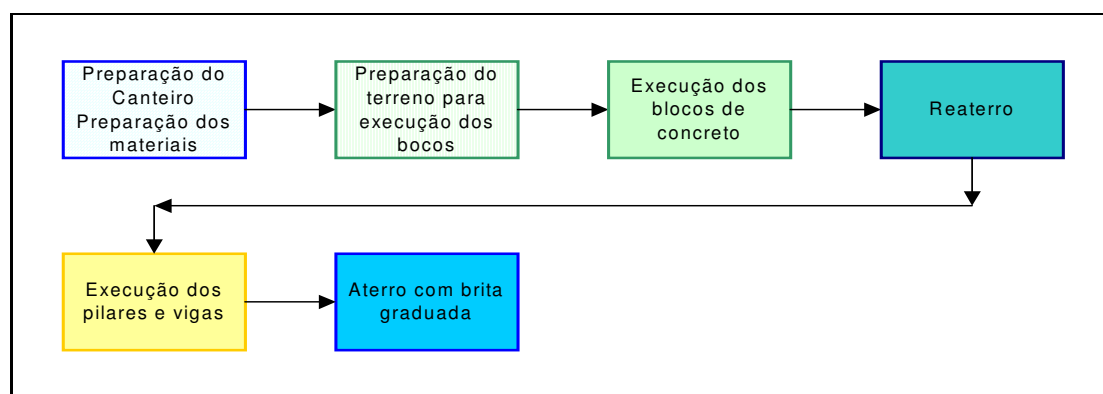 Preparação do
Canteiro
Preparação dos
materiais
Preparação do
terreno para
execução dos
bocos
Execução dos
blocos de
concreto
Reaterro
Execução dos
pilares e vigas
Aterro com brita
graduada